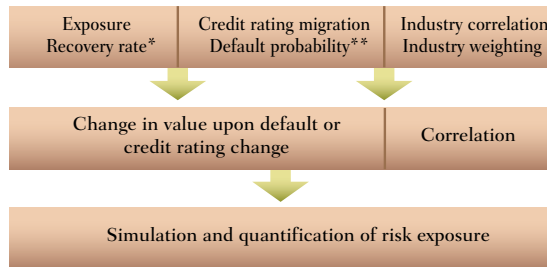 Exposure
Recovery rate*
Credit rating migration
Default probability**
Industry correlation
Industry weighting
Change in value upon default or
credit rating change
Correlation
Simulation and quantification of risk exposure